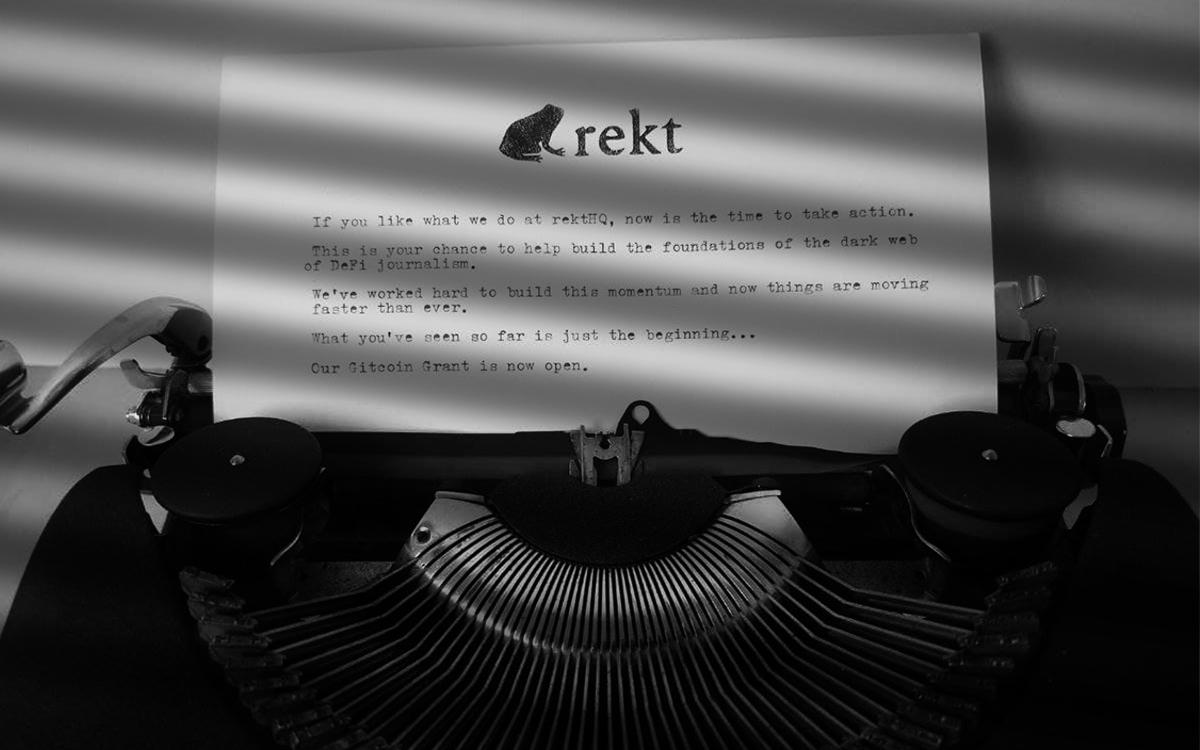 rekt
If you like what we do at rektHQ, now is the time to take action.
This is your chance to help build the foundations of the dark web
of DeFi journalism.
We've worked hard to build this momentum and now things are moving
faster than ever.
What you've seen so far is just the beginning...
Our Gitcoin Grant is now open.